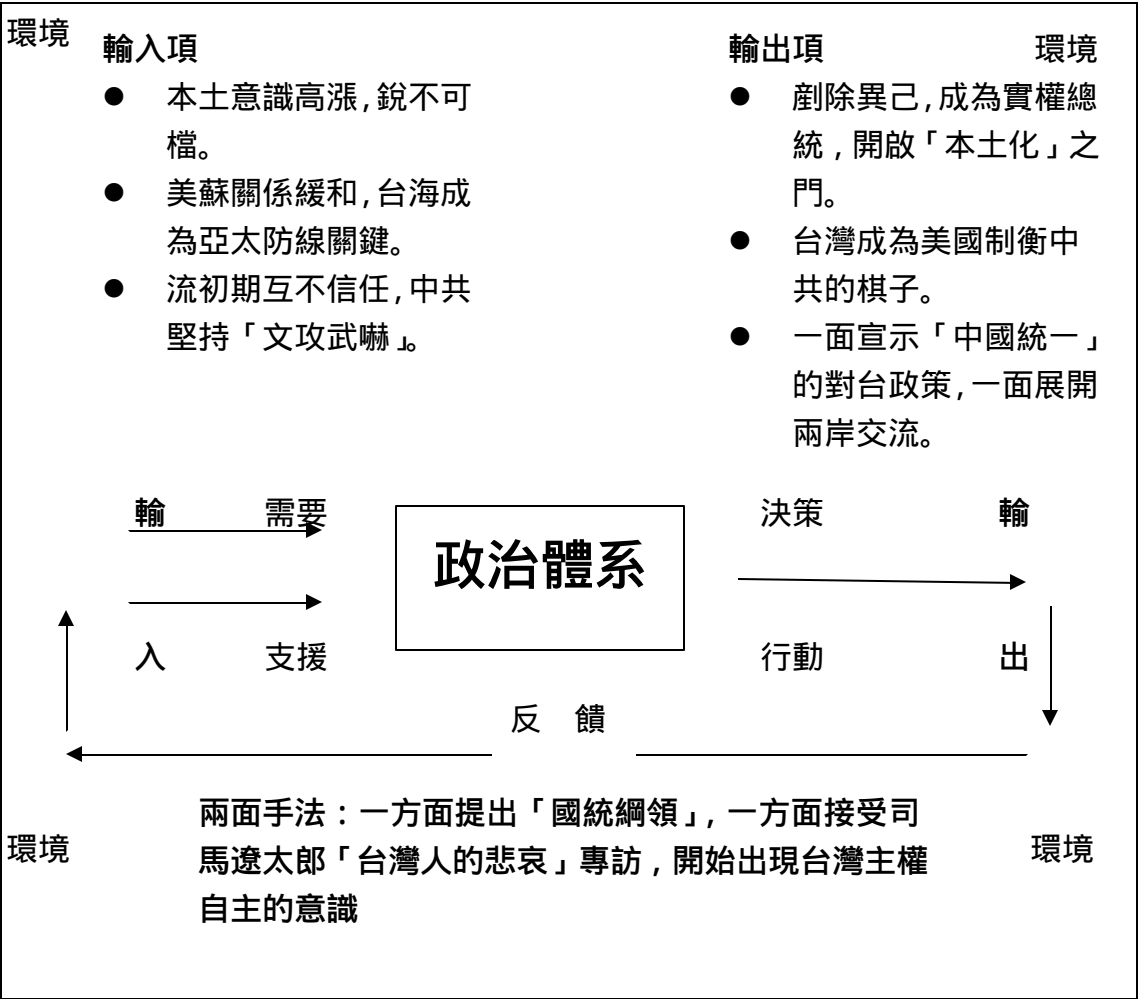 環境
輸入項
● 本土意識高漲,銳不可
檔。
● 美蘇關係緩和,台海成
為亞太防線關鍵。
● 流初期互不信任,中共
堅持「文攻武嚇」。
輸出項
環境
● 剷除異己,成為實權總
統,開啟「本土化」之
門。
● 台灣成為美國制衡中
共的棋子。
● 一面宣示「中國統一」
的對台政策,一面展開
兩岸交流。
輸 需要
政治體系
決策 輸
入 支援
行動 出
反 饋
兩面手法：一方面提出「國統綱領」, 一方面接受司
馬遼太郎「台灣人的悲哀」專訪，開始出現台灣主權
自主的意識
環境
環境